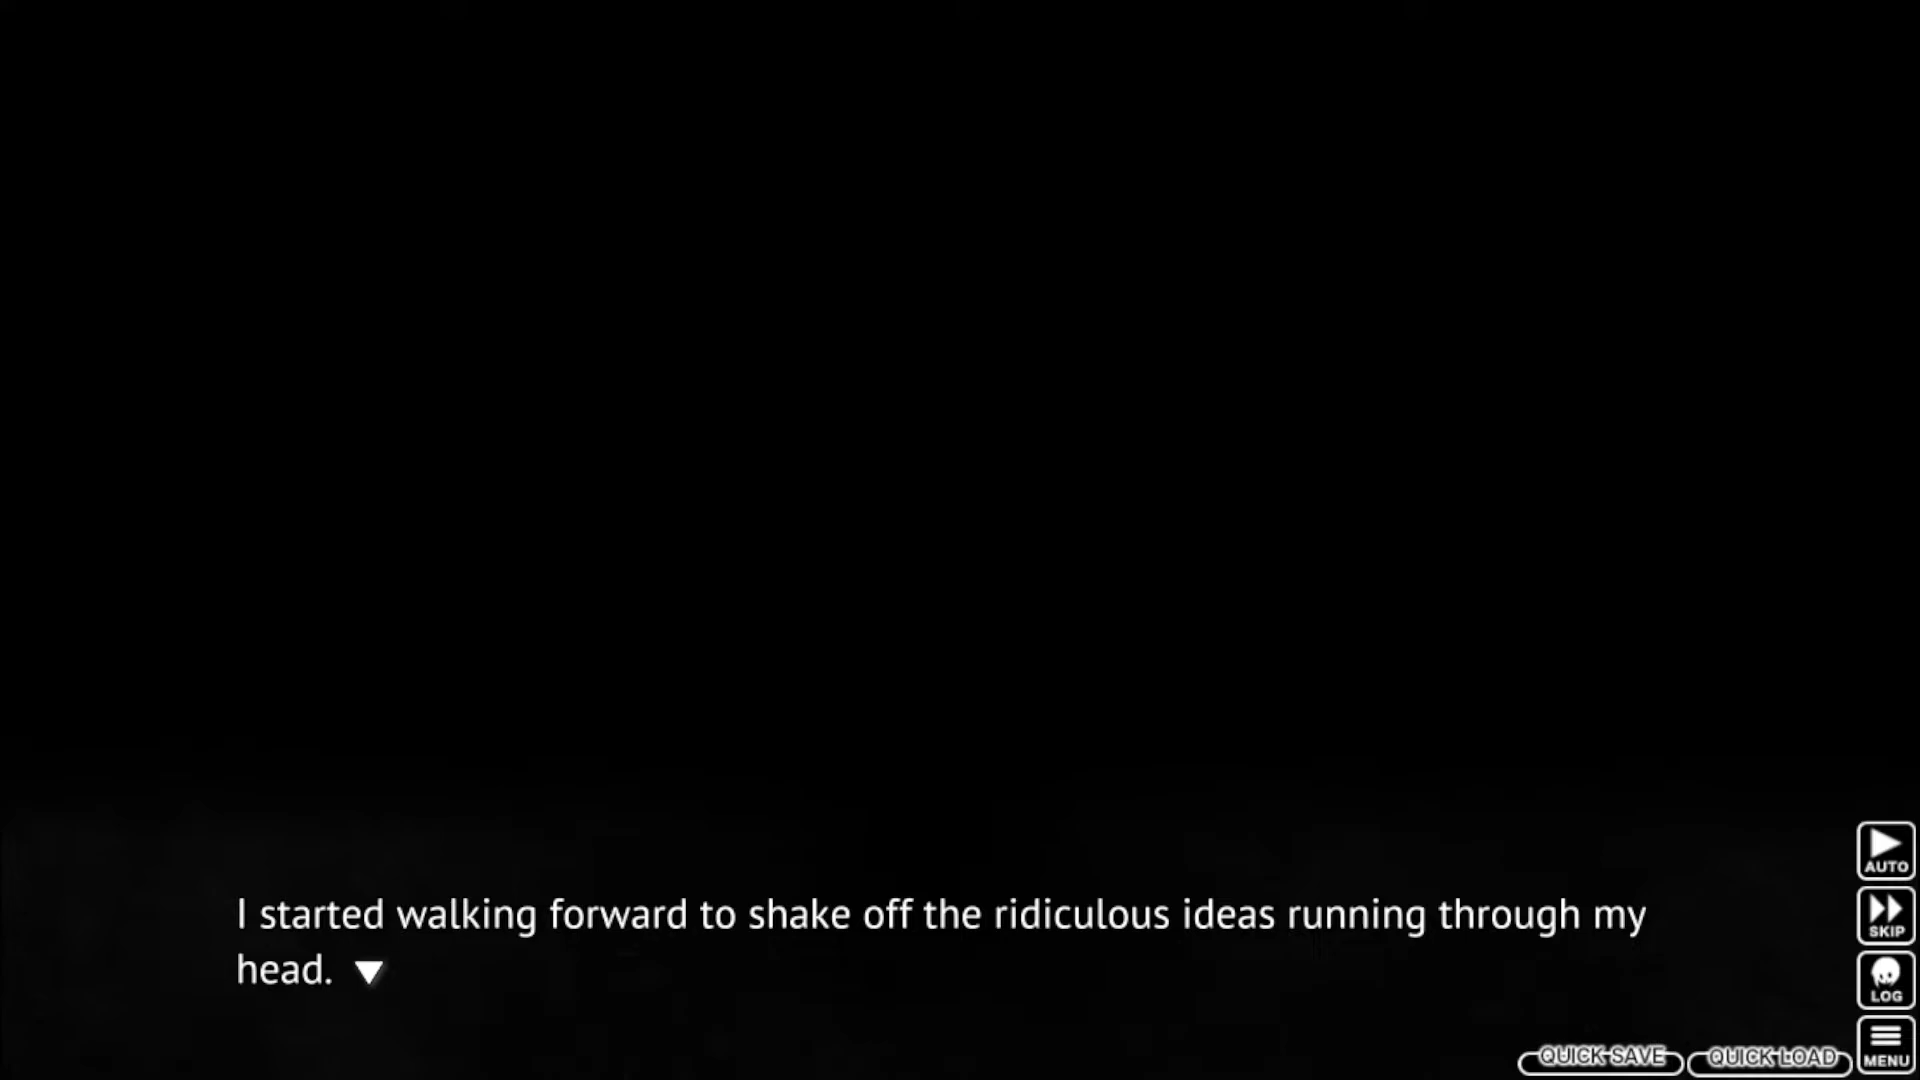 I started walking forward to shake off the ridiculous ideas running through my
head.
AUTO
SKIP
LOG
MENU
QUICK SAVE
QUICK LOAD